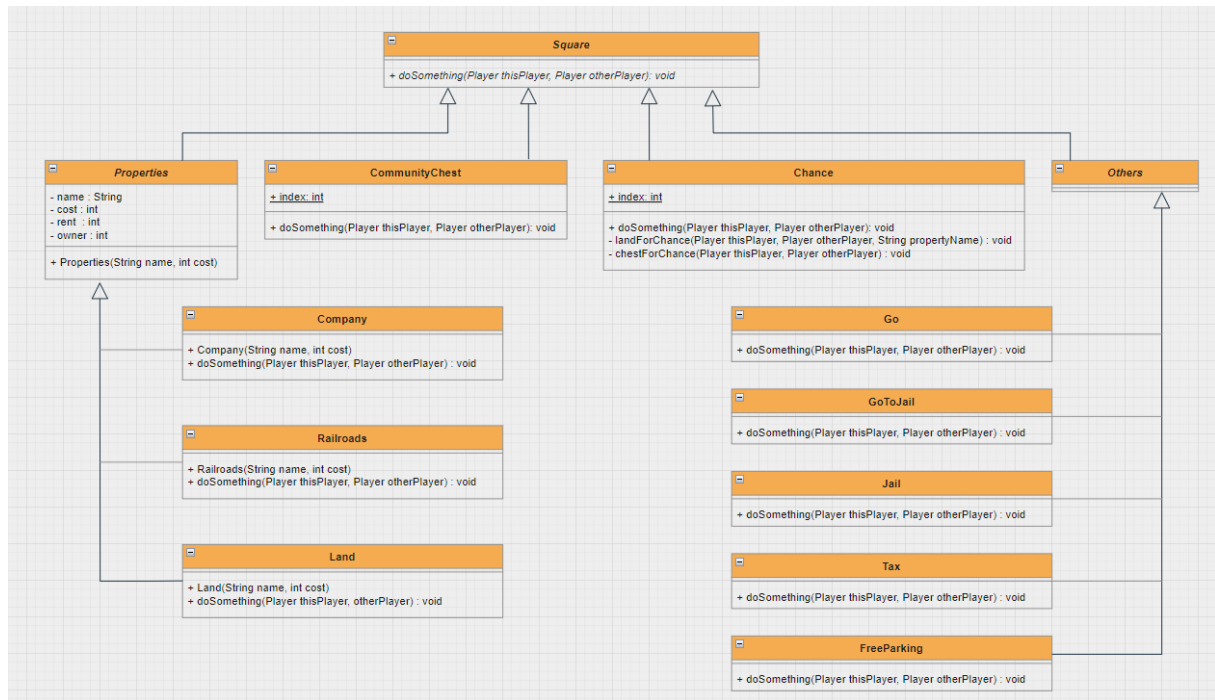 Square
+ doSomething(Player thisPlayer, Player otherPlayer): void
Properties
- name : String
- cost : int
- rent : int
- owner : int
+ Properties(String name, int cost)
CommunityChest
+ index: int
+ doSomething(Player thisPlayer, Player otherPlayer): void
Chance
+ index: int
+ doSomething(Player thisPlayer, Player otherPlayer): void
- landForChance(Player thisPlayer, Player otherPlayer, String propertyName) : void
- chestForChance(Player thisPlayer, Player otherPlayer) : void
Others
Company
+ Company(String name, int cost)
+ doSomething(Player thisPlayer, Player otherPlayer) : void
Railroads
+ Railroads(String name, int cost)
+ doSomething(Player thisPlayer, Player otherPlayer) : void
Land
+ Land(String name, int cost)
+ doSomething(Player thisPlayer, otherPlayer) : void
Go
+ doSomething(Player thisPlayer, Player otherPlayer) : void
GoToJail
+ doSomething(Player thisPlayer, Player otherPlayer) : void
Jail
+ doSomething(Player thisPlayer, Player otherPlayer) : void
Tax
+ doSomething(Player thisPlayer, Player otherPlayer) : void
FreeParking
+ doSomething(Player thisPlayer, Player otherPlayer) : void